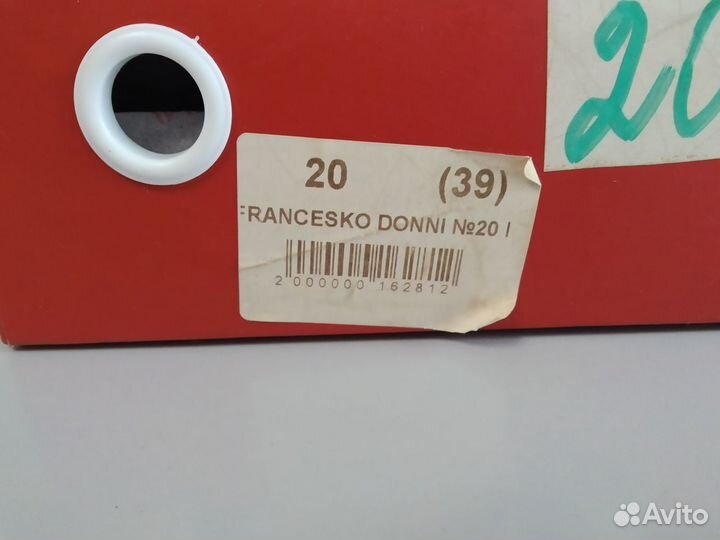 20 (39)
FRANCESKO DONNI №20 I
2 000000 162812
20
Avito